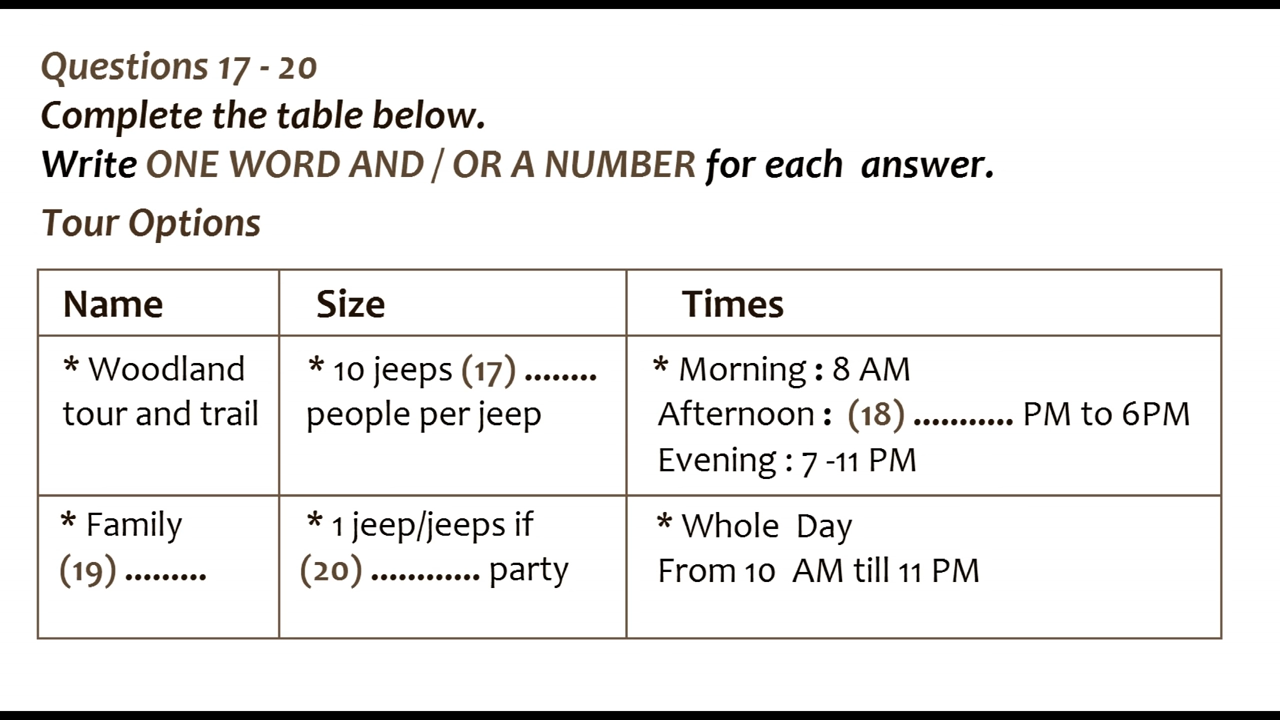 Questions 17 - 20
Complete the table below.
Write ONE WORD AND / OR A NUMBER for each answer.
Tour Options
Name
Size
Times
* Woodland
tour and trail
* 10 jeeps (17) ........
people per jeep
* Morning : 8 AM
Afternoon : (18) ........... PM to 6PM
Evening : 7 -11 PM
* Family
(19) .........
* 1 jeep/jeeps if
(20) ............ party
* Whole Day
From 10 AM till 11 PM